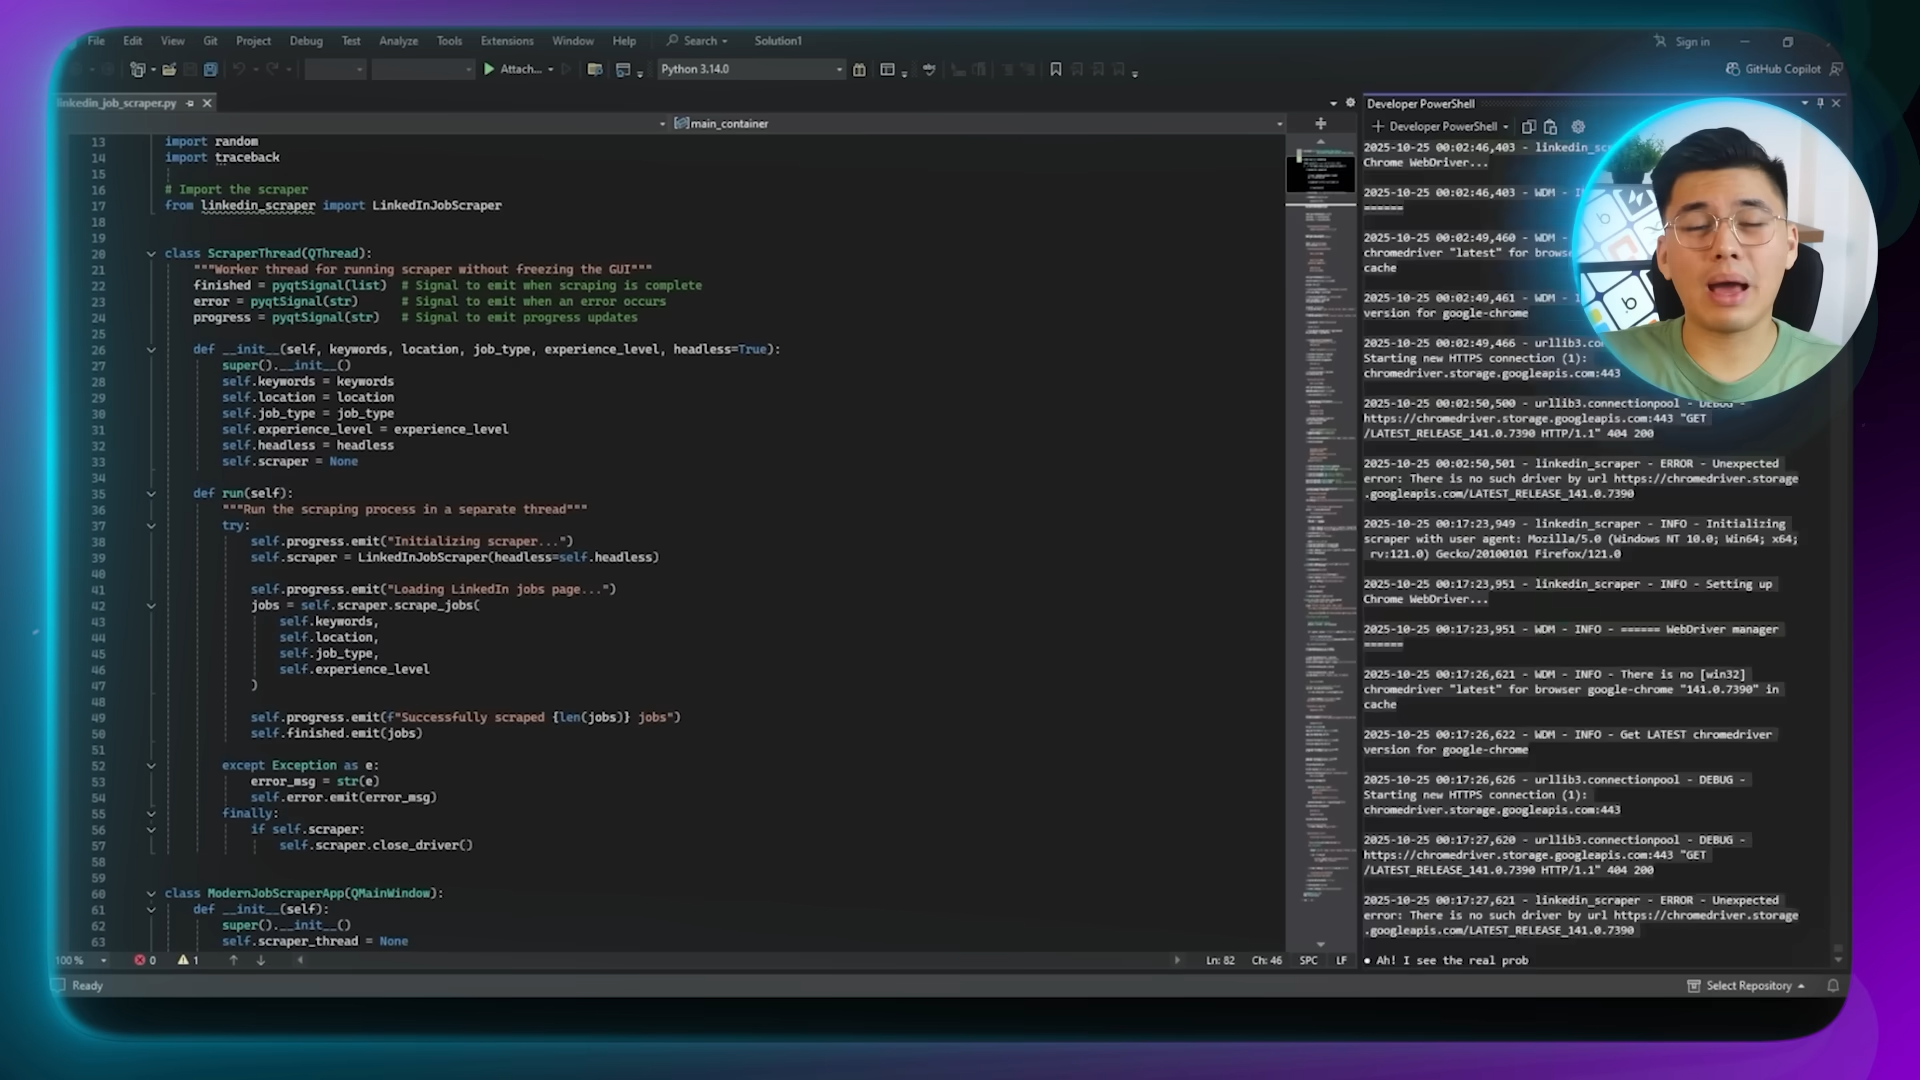 File Edit View Git Project Debug Test Analyze Tools Extensions Window Help Search Solution1 Sign in
Attach... Python 3.14.0 GitHub Copilot
linkedin_job_scraper.py
main_container
13 import random
14 import traceback
15
16 # Import the scraper
17 from linkedin_scraper import LinkedInJobScraper
18
19
20 class ScraperThread(QThread):
21 """Worker thread for running scraper without freezing the GUI"""
22 finished = pyqtSignal(list) # Signal to emit when scraping is complete
23 error = pyqtSignal(str) # Signal to emit when an error occurs
24 progress = pyqtSignal(str) # Signal to emit progress updates
25
26 def __init__(self, keywords, location, job_type, experience_level, headless=True):
27 super().__init__()
28 self.keywords = keywords
29 self.location = location
30 self.job_type = job_type
31 self.experience_level = experience_level
32 self.headless = headless
33 self.scraper = None
34
35 def run(self):
36 """Run the scraping process in a separate thread"""
37 try:
38 self.progress.emit("Initializing scraper...")
39 self.scraper = LinkedInJobScraper(headless=self.headless)
40
41 self.progress.emit("Loading LinkedIn jobs page...")
42 jobs = self.scraper.scrape_jobs(
43 self.keywords,
44 self.location,
45 self.job_type,
46 self.experience_level
47 )
48
49 self.progress.emit(f"Successfully scraped {len(jobs)} jobs")
50 self.finished.emit(jobs)
51
52 except Exception as e:
53 error_msg = str(e)
54 self.error.emit(error_msg)
55 finally:
56 if self.scraper:
57 self.scraper.close_driver()
58
59
60 class ModernJobScraperApp(QMainWindow):
61 def __init__(self):
62 super().__init__()
63 self.scraper_thread = None
100 % 0 1 Ln: 82 Ch: 46 SPC LF
Ready
Developer PowerShell
Developer PowerShell
2025-10-25 00:02:46,403 - linkedin_scr
Chrome WebDriver...
2025-10-25 00:02:46,403 - WDM - I
======
2025-10-25 00:02:49,460 - WDM -
chromedriver "latest" for brows
cache
2025-10-25 00:02:49,461 - WDM -
version for google-chrome
2025-10-25 00:02:49,466 - urllib3.c
Starting new HTTPS connection (1):
chromedriver.storage.googleapis.com:443
2025-10-25 00:02:50,500 - urllib3.connectionpool - DEBUG -
https://chromedriver.storage.googleapis.com:443 "GET
/LATEST_RELEASE_141.0.7390 HTTP/1.1" 404 200
2025-10-25 00:02:50,501 - linkedin_scraper - ERROR - Unexpected
error: There is no such driver by url https://chromedriver.storage
.googleapis.com/LATEST_RELEASE_141.0.7390
2025-10-25 00:17:23,949 - linkedin_scraper - INFO - Initializing
scraper with user agent: Mozilla/5.0 (Windows NT 10.0; Win64; x64;
rv:121.0) Gecko/20100101 Firefox/121.0
2025-10-25 00:17:23,951 - linkedin_scraper - INFO - Setting up
Chrome WebDriver...
2025-10-25 00:17:23,951 - WDM - INFO - ====== WebDriver manager
======
2025-10-25 00:17:26,621 - WDM - INFO - There is no [win32]
chromedriver "latest" for browser google-chrome "141.0.7390" in
cache
2025-10-25 00:17:26,622 - WDM - INFO - Get LATEST chromedriver
version for google-chrome
2025-10-25 00:17:26,626 - urllib3.connectionpool - DEBUG -
Starting new HTTPS connection (1):
chromedriver.storage.googleapis.com:443
2025-10-25 00:17:27,620 - urllib3.connectionpool - DEBUG -
https://chromedriver.storage.googleapis.com:443 "GET
/LATEST_RELEASE_141.0.7390 HTTP/1.1" 404 200
2025-10-25 00:17:27,621 - linkedin_scraper - ERROR - Unexpected
error: There is no such driver by url https://chromedriver.storage
.googleapis.com/LATEST_RELEASE_141.0.7390
● Ah! I see the real prob
Select Repository